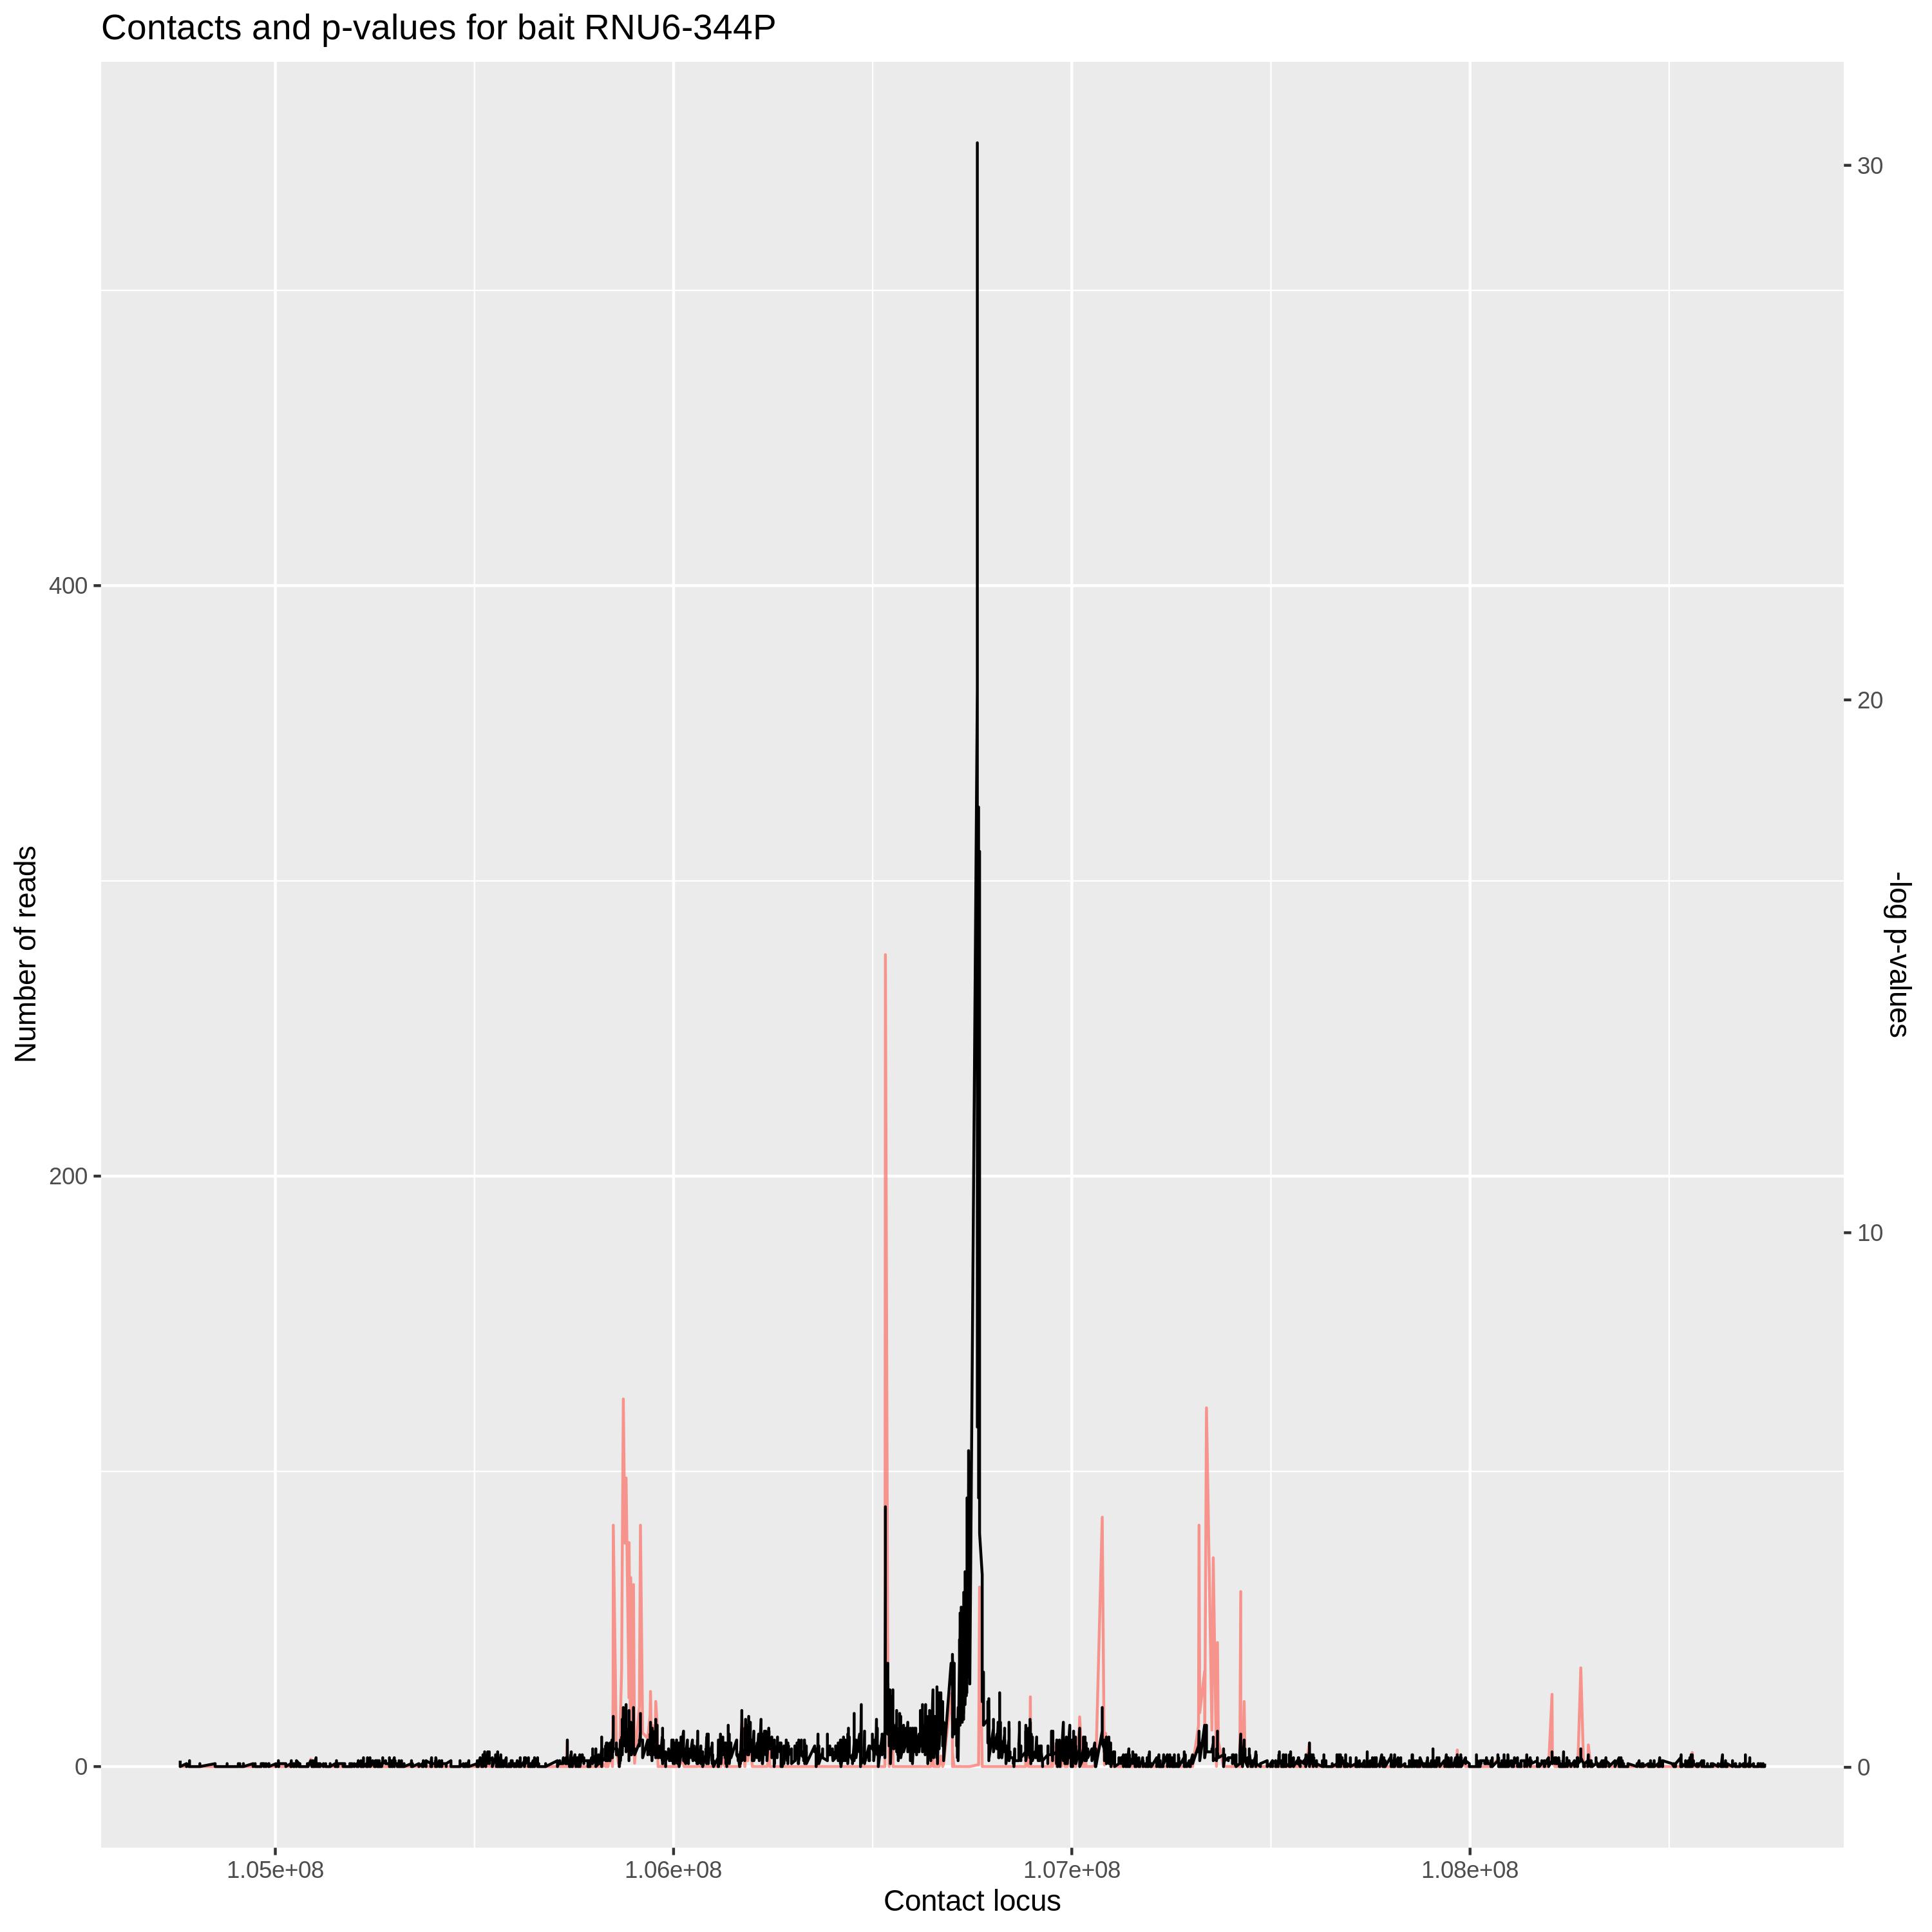 Contacts and p-values for bait RNU6-344P
Number of reads
400
200
0
30
20
10
0
-log p-values
1.05e+08
1.06e+08
1.07e+08
1.08e+08
Contact locus